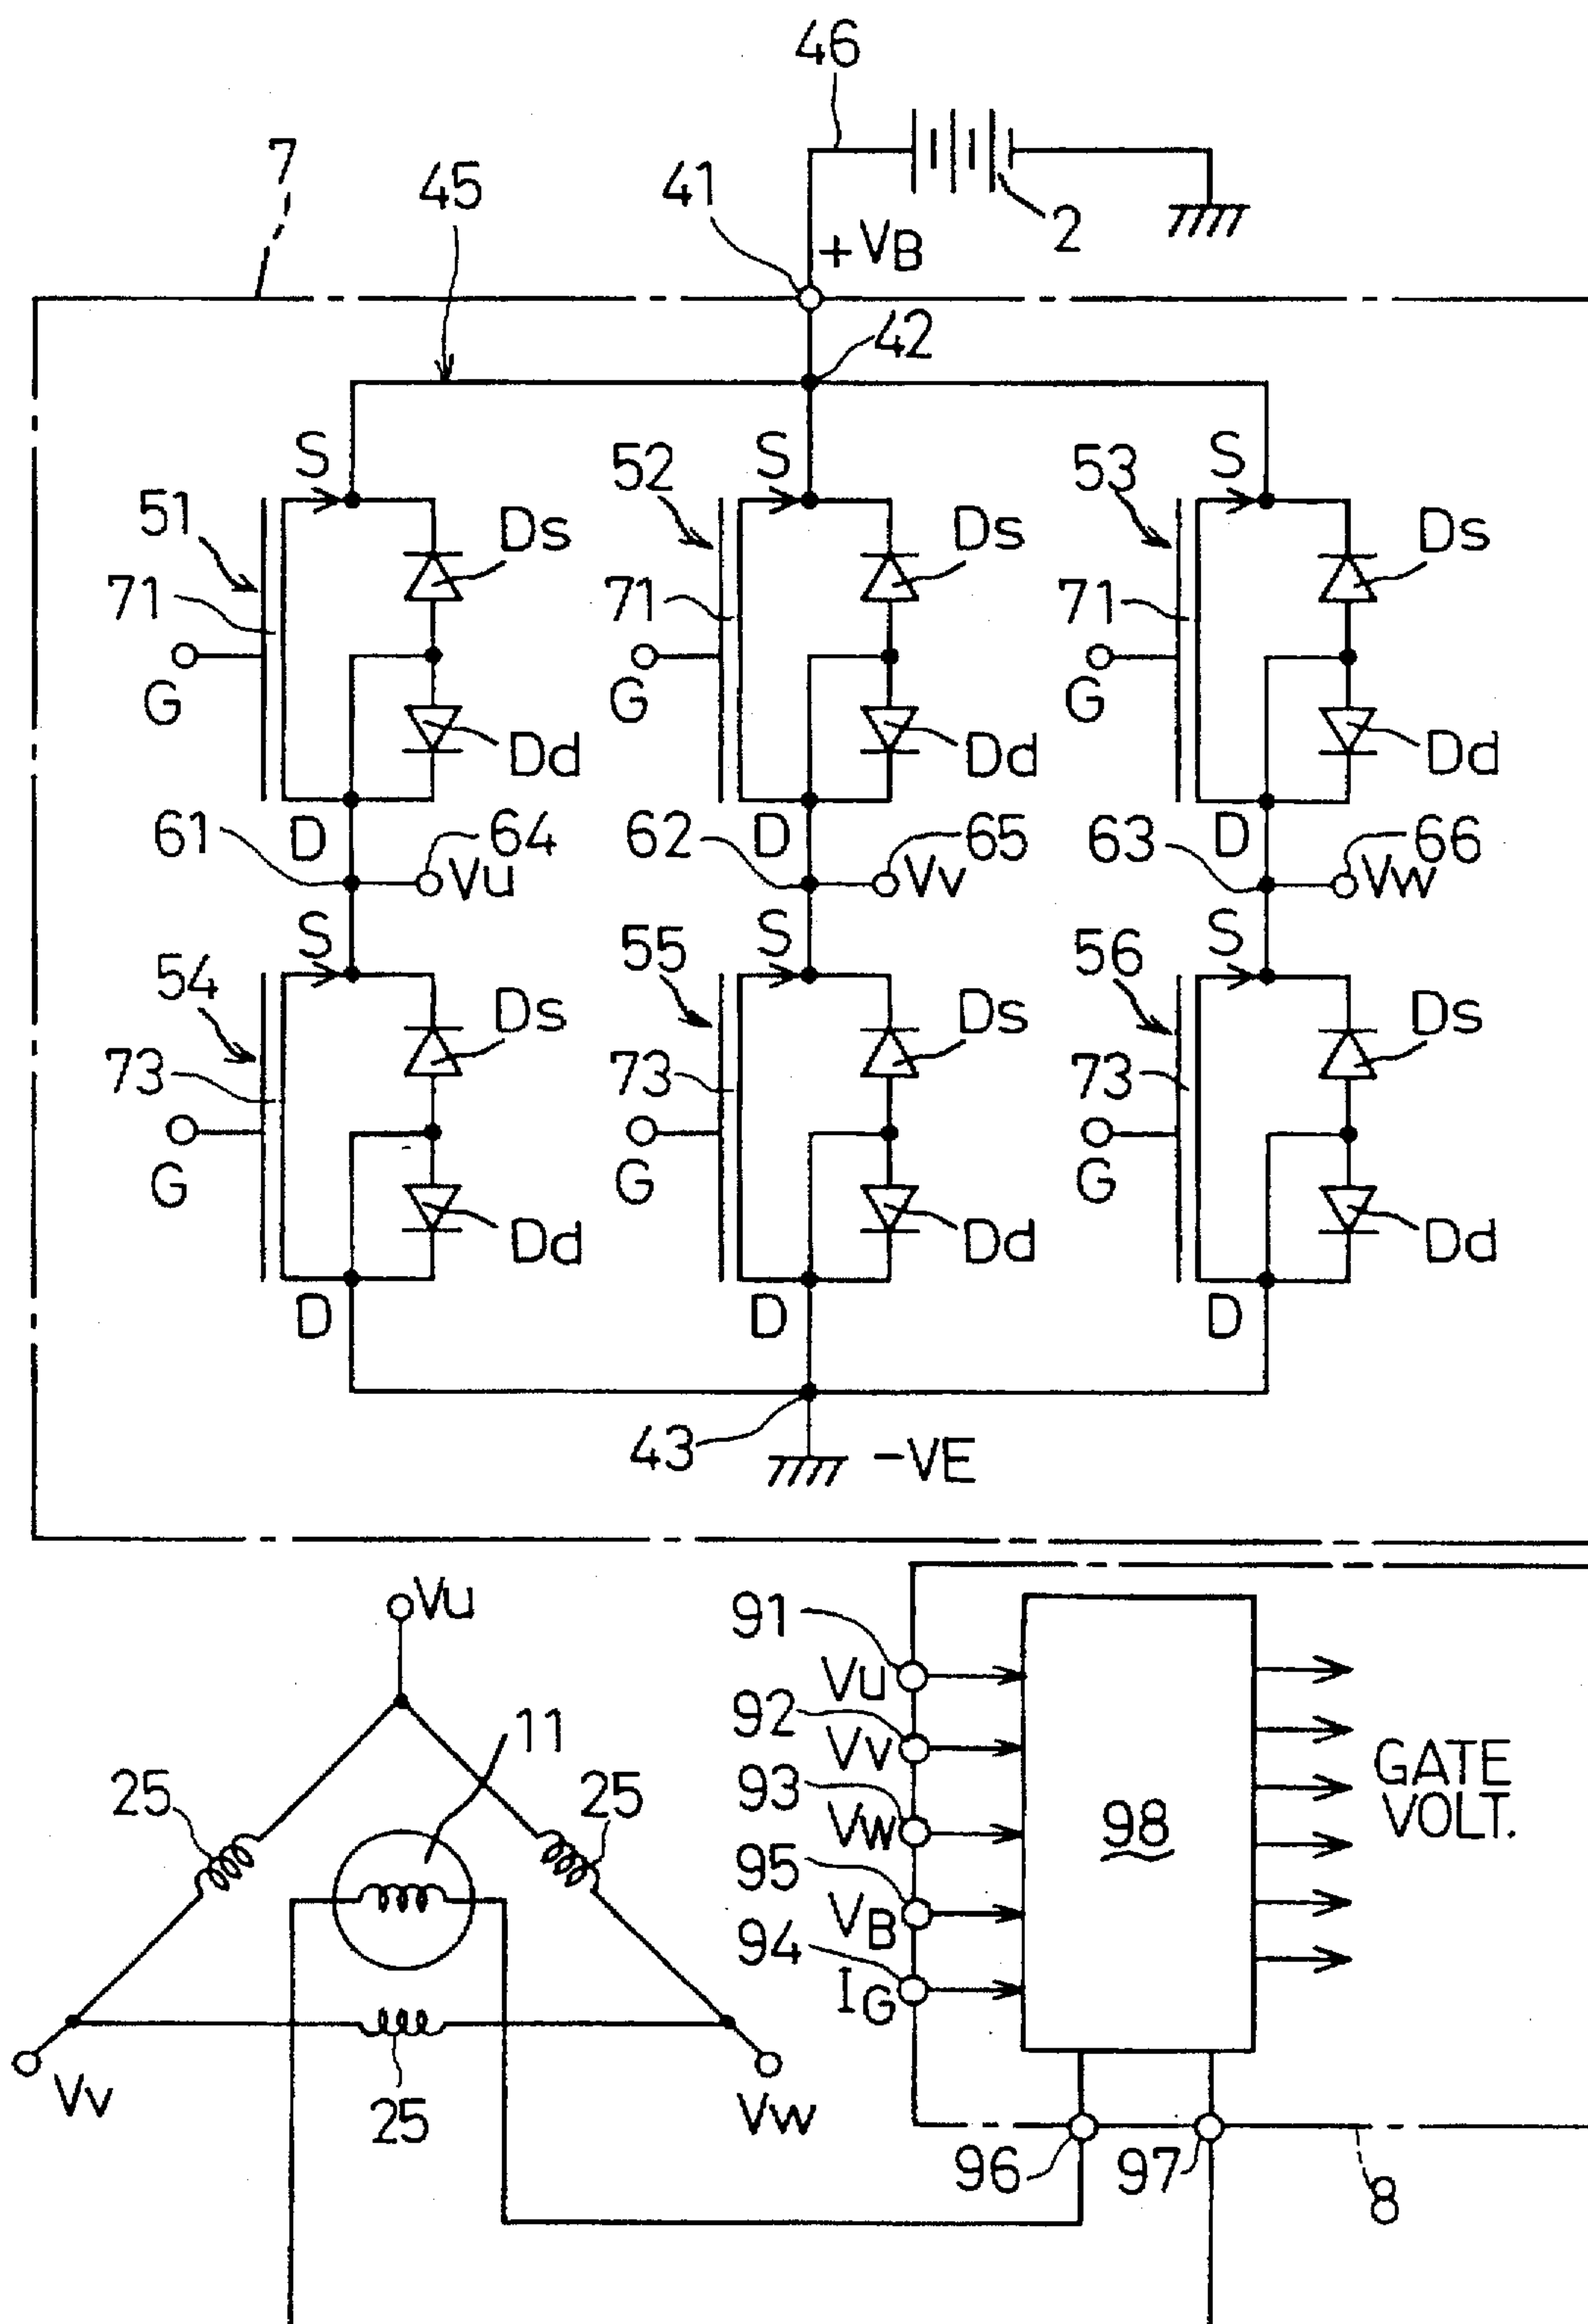 46
7
45
41
2
+VB
42
S S S
51 52 53
Ds Ds Ds
71 71 71
G G G
Dd Dd Dd
61 D 64 62 D 65 63 D 66
Vu Vv Vw
S S S
54 55 56
Ds Ds Ds
73 73 73
G G G
Dd Dd Dd
D D D
43
-VE
Vu
11
25
25
Vv
25
Vw
91
Vu
92
Vv
93
Vw
95
VB
94
IG
98
GATE
VOLT.
96
97
8